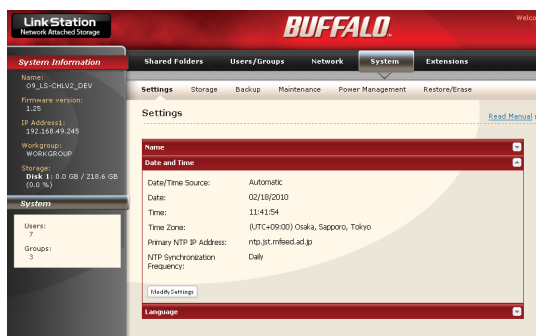 LinkStation
Network Attached Storage
BUFFALO
System Information
Name:
09_LS-CHLV2_DEV
Firmware version:
1.25
IP Address1:
192.168.49.245
Workgroup:
WORKGROUP
Storage:
Disk 1: 0.0 GB / 218.6 GB
(0.0 %)
System
Users:
7
Groups:
3
Shared Folders Users/Groups Network System Extensions
Settings Storage Backup Maintenance Power Management Restore/Erase
Settings
Read Manual
Name
Date and Time
Date/Time Source: Automatic
Date: 02/18/2010
Time: 11:41:54
Time Zone: (UTC+09:00) Osaka, Sapporo, Tokyo
Primary NTP IP Address: ntp.jst.mfeed.ad.jp
NTP Synchronization Daily
Frequency:
Modify Settings
Language